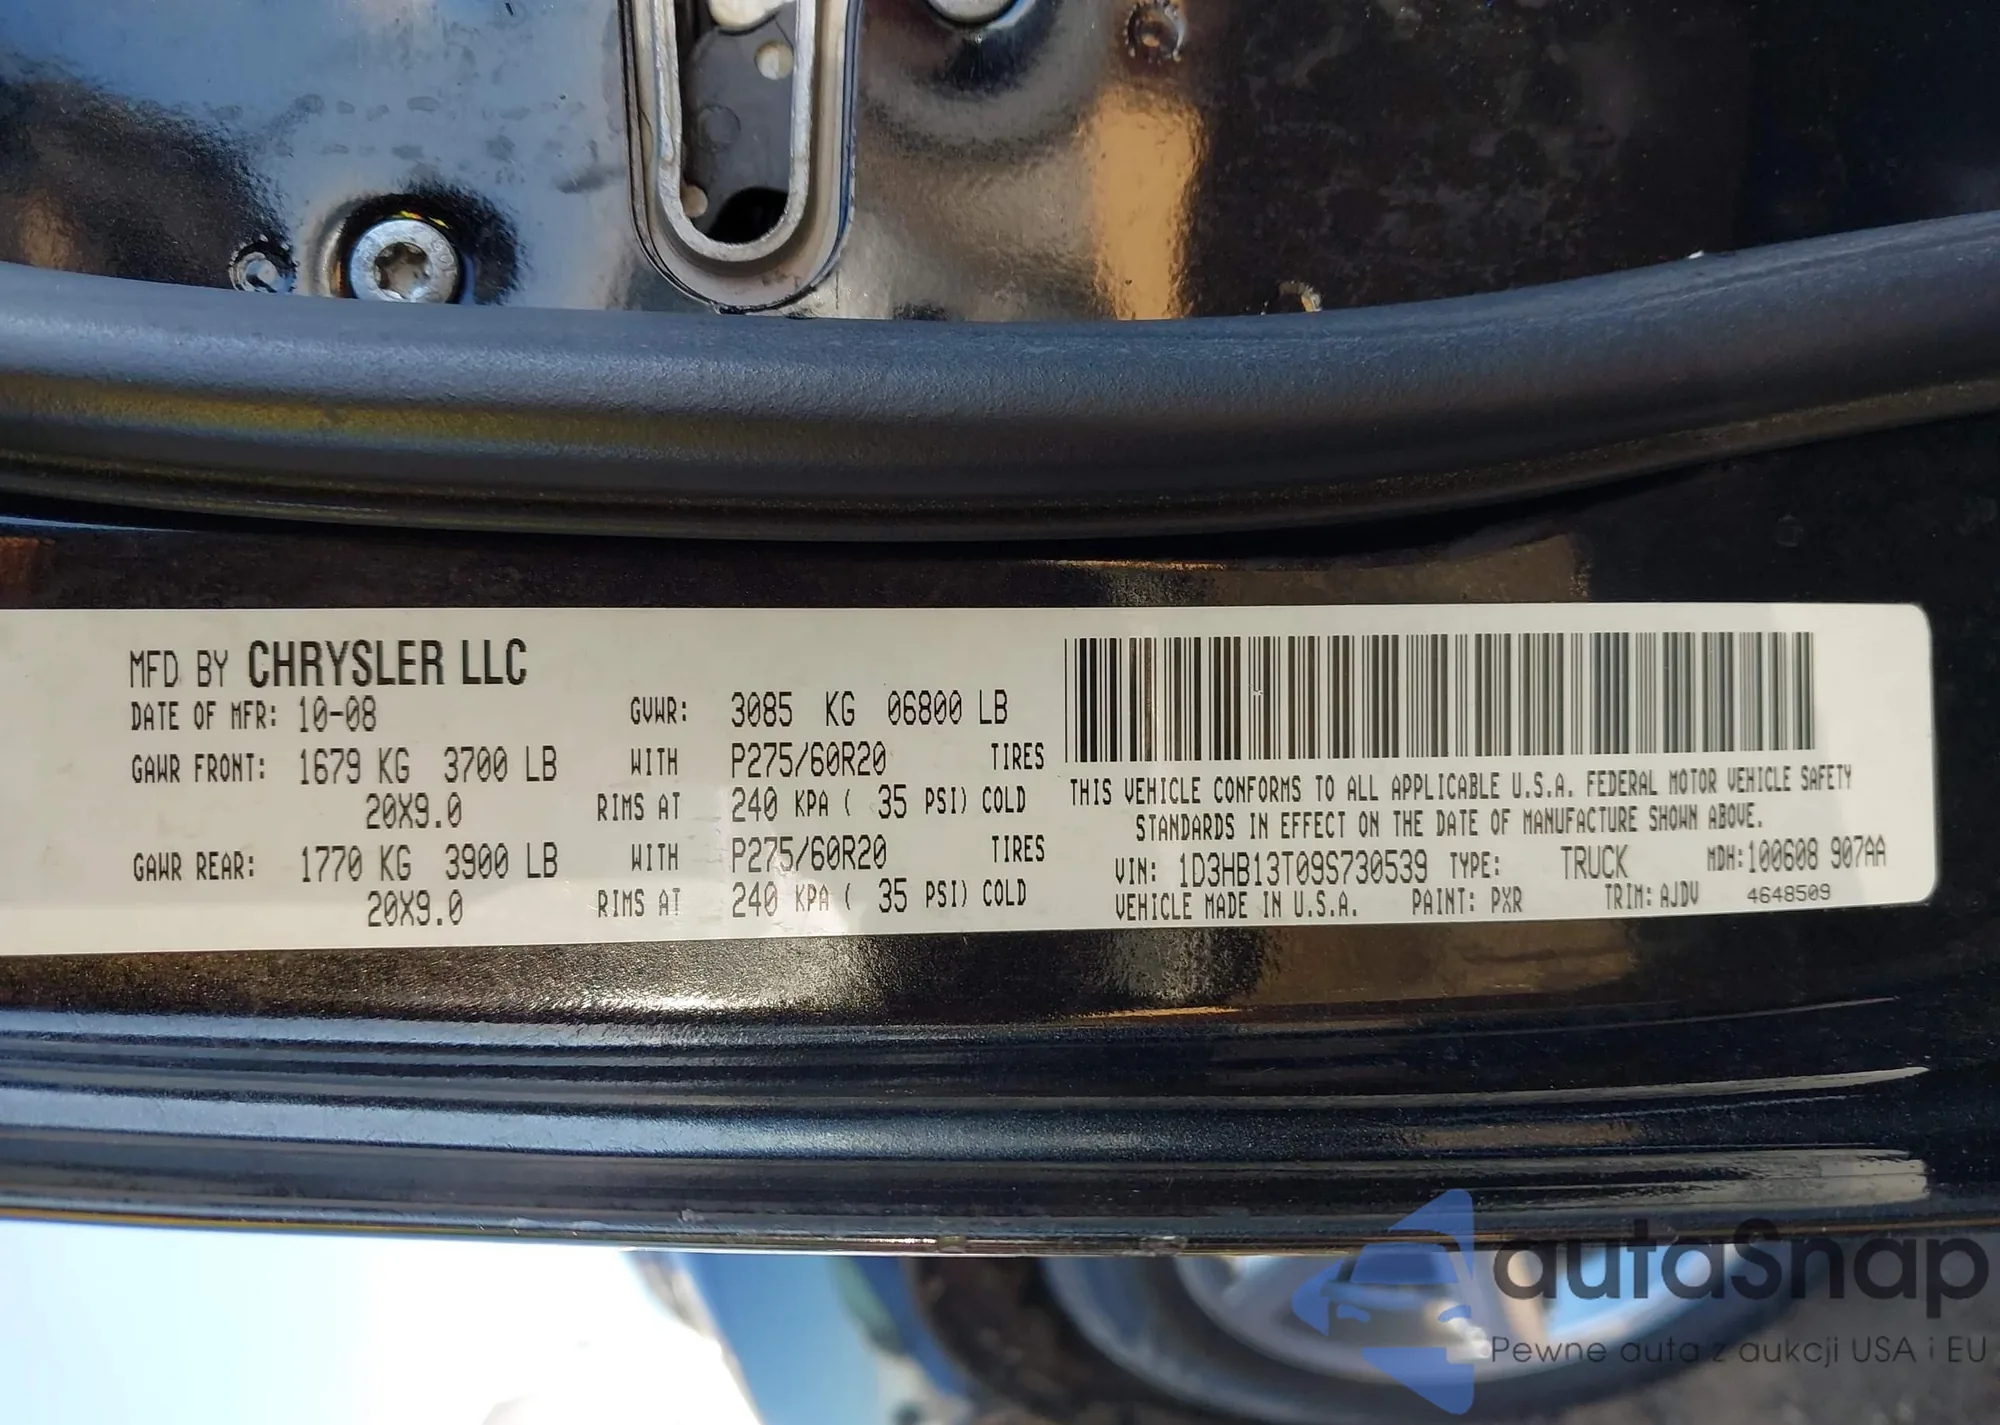 MFD BY CHRYSLER LLC
DATE OF MFR: 10-08 GVWR: 3085 KG 06800 LB
GAWR FRONT: 1679 KG 3700 LB WITH P275/60R20 TIRES
20X9.0 RIMS AT 240 KPA ( 35 PSI) COLD
GAWR REAR: 1770 KG 3900 LB WITH P275/60R20 TIRES
20X9.0 RIMS AT 240 KPA ( 35 PSI) COLD
THIS VEHICLE CONFORMS TO ALL APPLICABLE U.S.A. FEDERAL MOTOR VEHICLE SAFETY
STANDARDS IN EFFECT ON THE DATE OF MANUFACTURE SHOWN ABOVE.
VIN: 1D3HB13T09S730539 TYPE: TRUCK MDH:100608 907AA
VEHICLE MADE IN U.S.A. PAINT: PXR TRIM: AJDV 4648509
autaSnap
Pewne auta z aukcji USA i EU